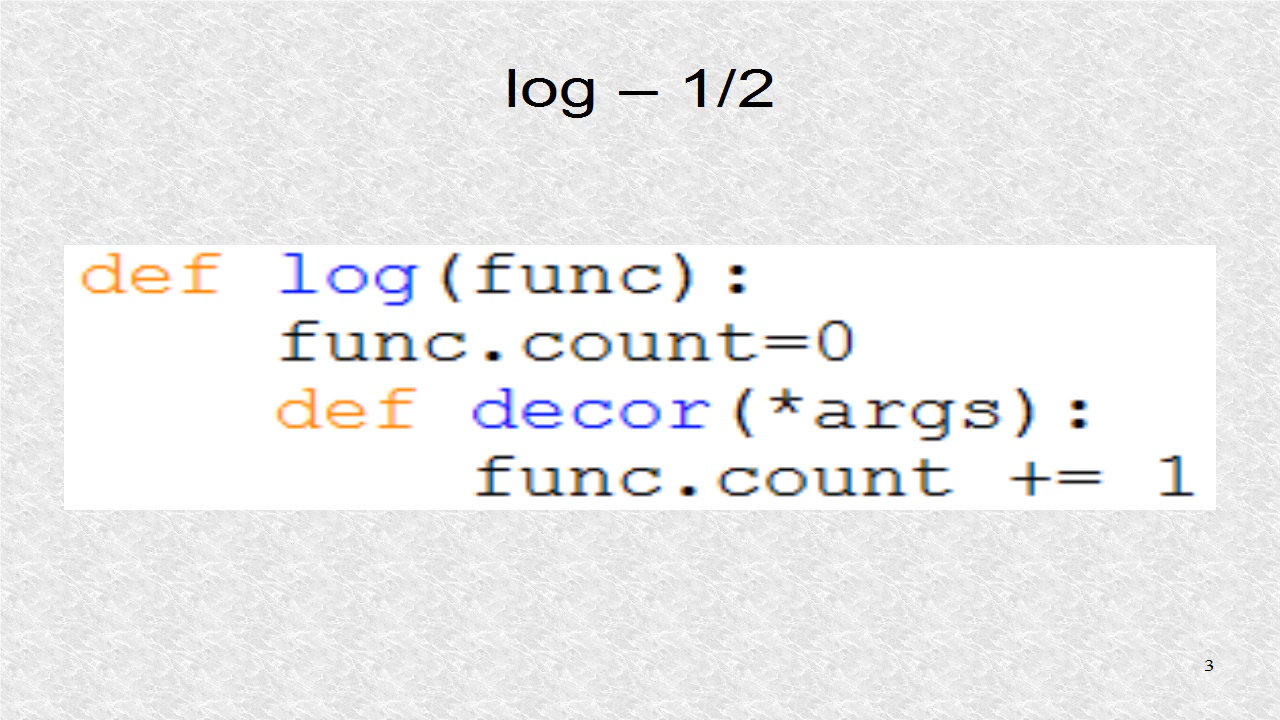 log – 1/2
def log(func):
    func.count=0
    def decor(*args):
        func.count += 1
3